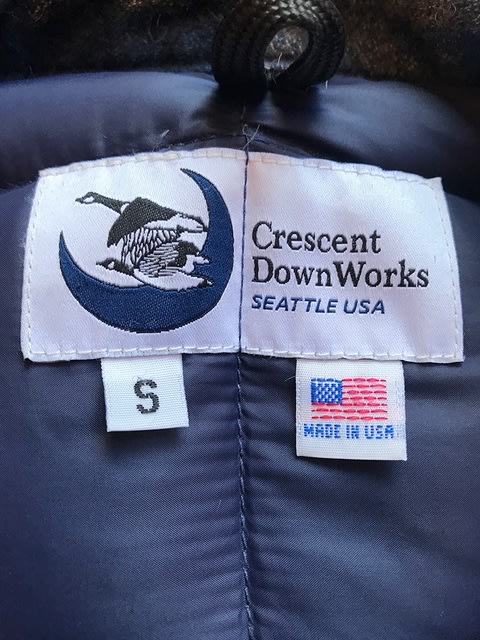 Crescent
DownWorks
SEATTLE USA
S
MADE IN USA